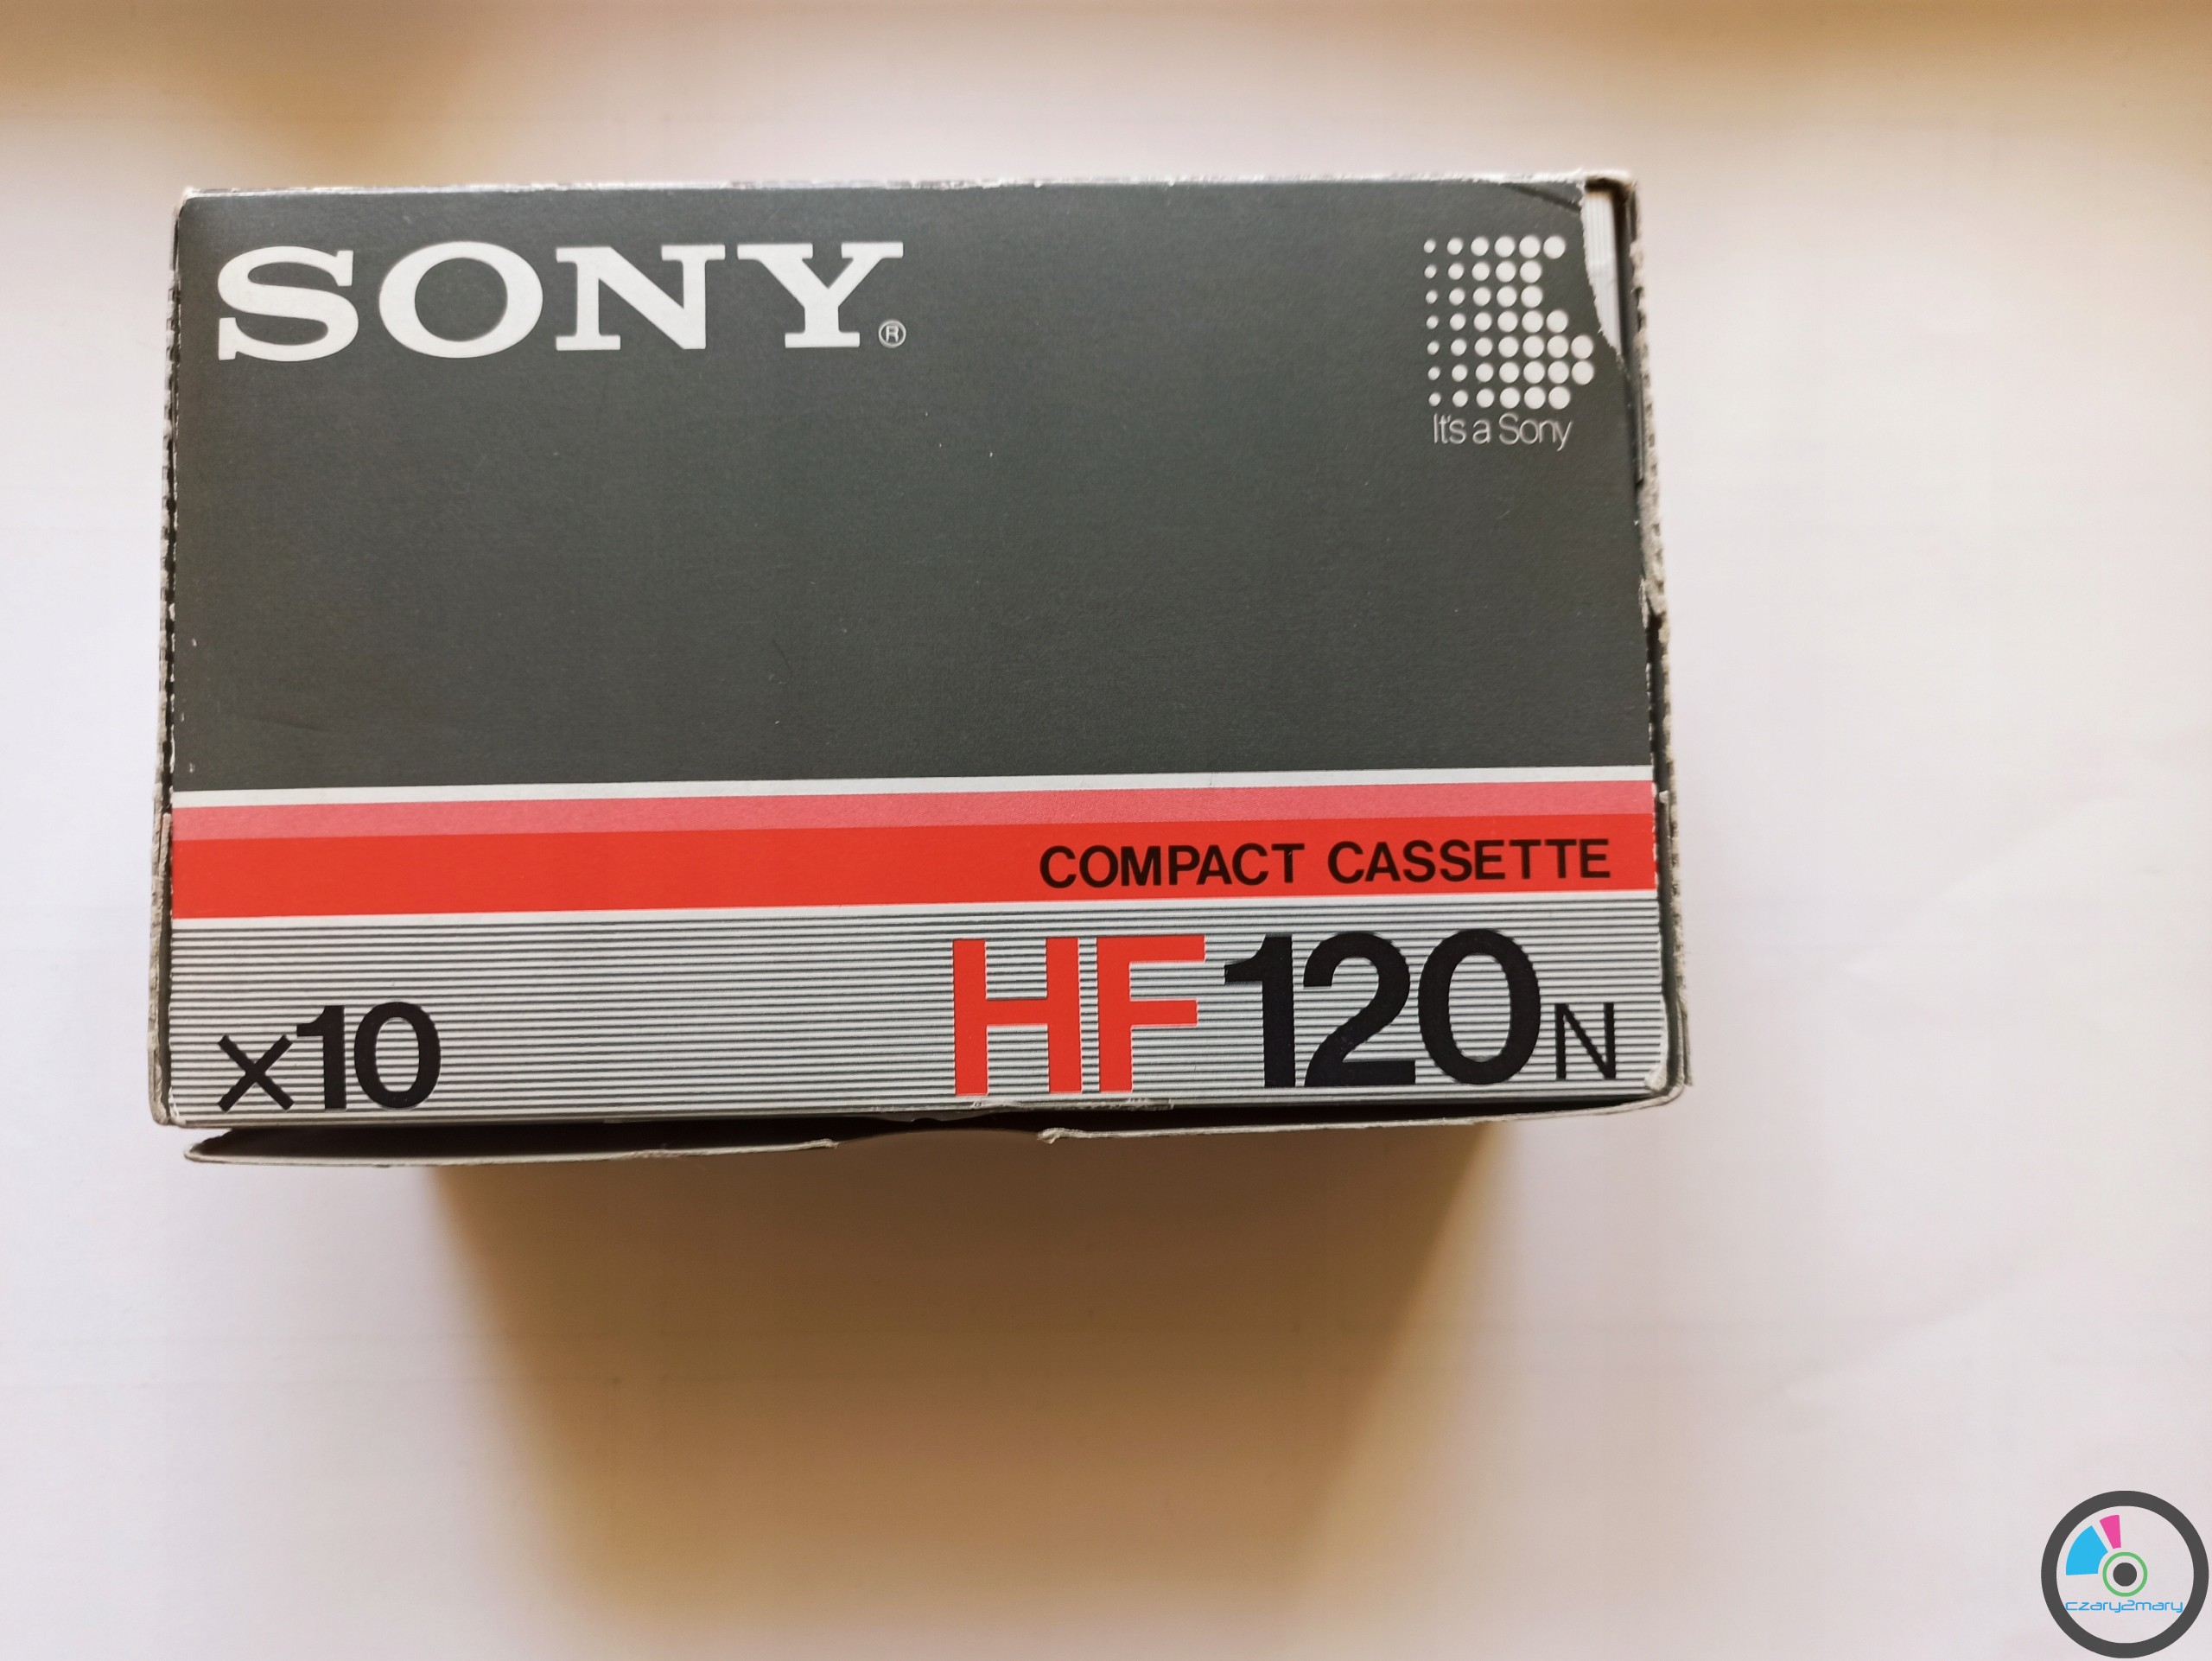 SONY®
It's a Sony
COMPACT CASSETTE
x10
HF120N
czary2mary